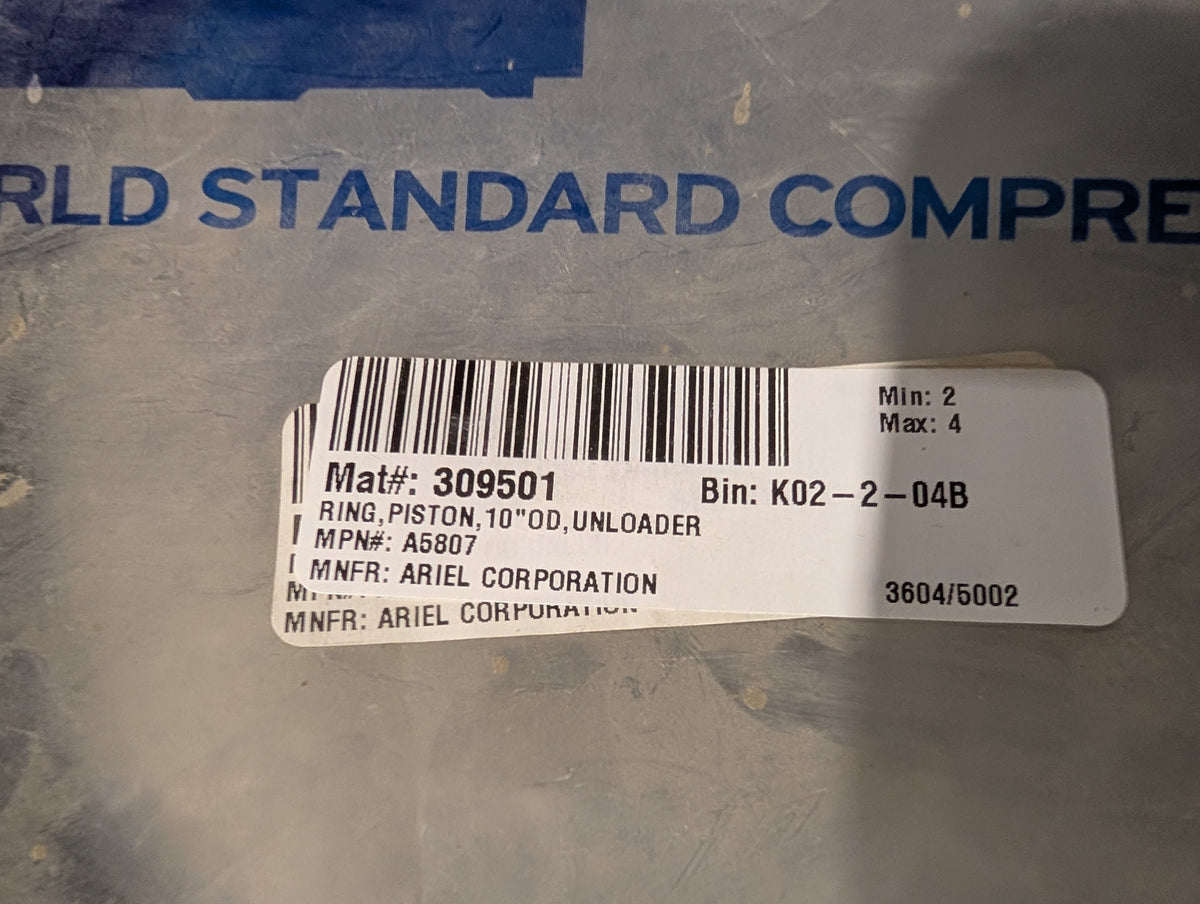 RLD STANDARD COMPRE
Min: 2
Max: 4
Mat#: 309501
Bin: K02-2-04B
RING,PISTON,10"OD,UNLOADER
MPN#: A5807
MNFR: ARIEL CORPORATION
3604/5002
MNFR: ARIEL CORPORATION